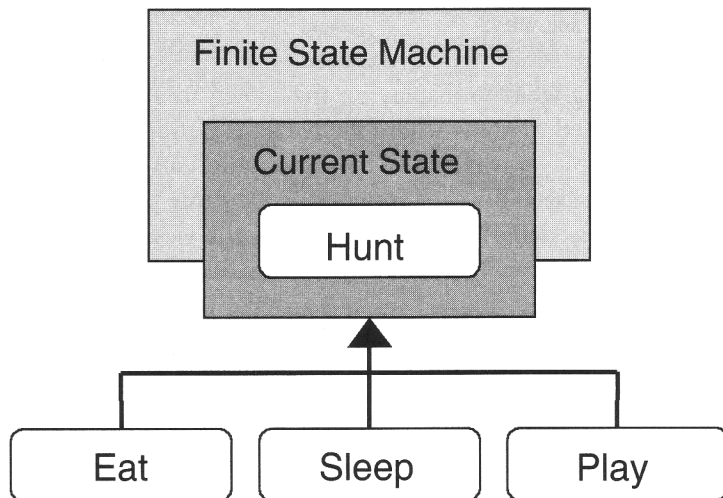 Finite State Machine
Current State
Hunt
Eat
Sleep
Play